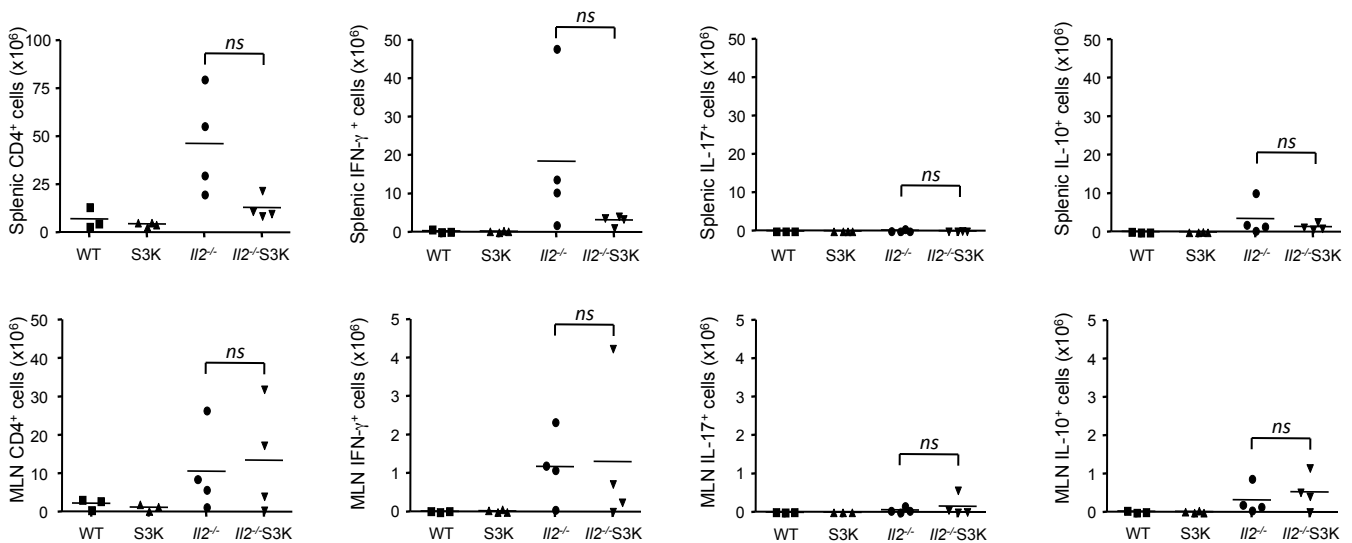 Splenic CD4⁺ cells (x10⁶)
100
75
50
25
0
ns
WT S3K Il2⁻/⁻ Il2⁻/⁻S3K
Splenic IFN-γ ⁺ cells (x10⁶)
50
40
30
20
10
0
ns
WT S3K Il2⁻/⁻ Il2⁻/⁻S3K
Splenic IL-17⁺ cells (x10⁶)
50
40
30
20
10
0
ns
WT S3K Il2⁻/⁻ Il2⁻/⁻S3K
Splenic IL-10⁺ cells (x10⁶)
50
40
30
20
10
0
ns
WT S3K Il2⁻/⁻ Il2⁻/⁻S3K
MLN CD4⁺ cells (x10⁶)
50
40
30
20
10
0
ns
WT S3K Il2⁻/⁻ Il2⁻/⁻S3K
MLN IFN-γ⁺ cells (x10⁶)
5
4
3
2
1
0
ns
WT S3K Il2⁻/⁻ Il2⁻/⁻S3K
MLN IL-17⁺ cells (x10⁶)
5
4
3
2
1
0
ns
WT S3K Il2⁻/⁻ Il2⁻/⁻S3K
MLN IL-10⁺ cells (x10⁶)
5
4
3
2
1
0
ns
WT S3K Il2⁻/⁻ Il2⁻/⁻S3K